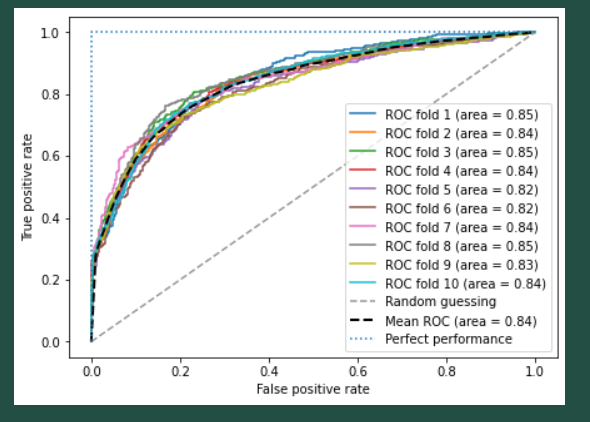 1.0
0.8
0.6
0.4
0.2
0.0
True positive rate
ROC fold 1 (area = 0.85)
ROC fold 2 (area = 0.84)
ROC fold 3 (area = 0.85)
ROC fold 4 (area = 0.84)
ROC fold 5 (area = 0.82)
ROC fold 6 (area = 0.82)
ROC fold 7 (area = 0.84)
ROC fold 8 (area = 0.85)
ROC fold 9 (area = 0.83)
ROC fold 10 (area = 0.84)
Random guessing
Mean ROC (area = 0.84)
Perfect performance
0.0 0.2 0.4 0.6 0.8 1.0
False positive rate